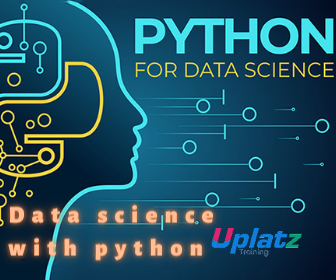 PYTHON
FOR DATA SCIENCE
Data science
with python
Uplatz
Training